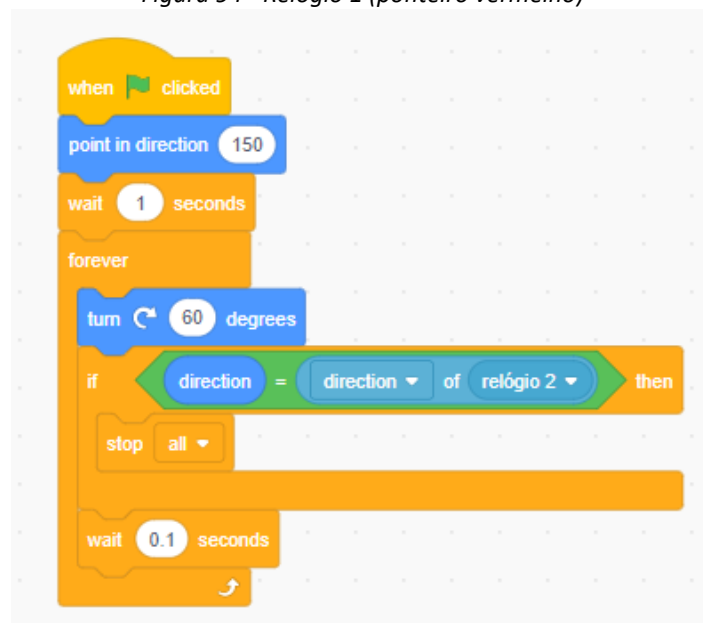 Figura 54 - Relógio 1 (ponteiro vermelho)
when clicked
point in direction 150
wait 1 seconds
forever
turn 60 degrees
if direction = direction of relógio 2 then
stop all
wait 0.1 seconds